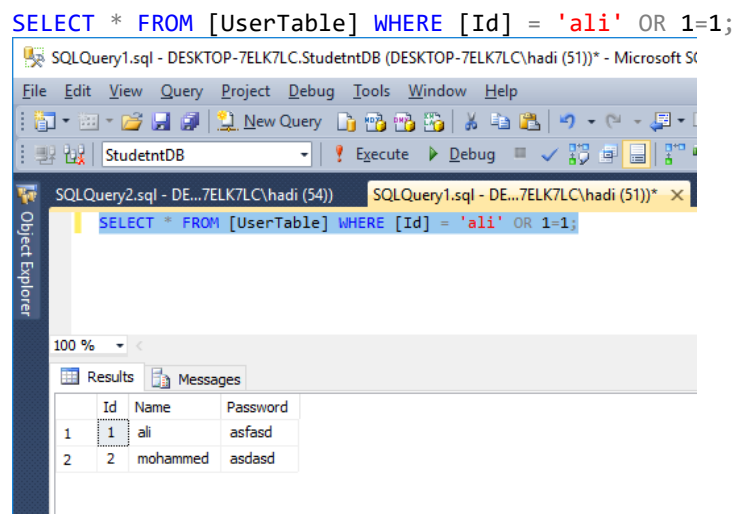 SELECT * FROM [UserTable] WHERE [Id] = 'ali' OR 1=1;
SQLQuery1.sql - DESKTOP-7ELK7LC.StudetntDB (DESKTOP-7ELK7LC\hadi (51))* - Microsoft S
File Edit View Query Project Debug Tools Window Help
New Query
StudetntDB Execute Debug
SQLQuery2.sql - DE...7ELK7LC\hadi (54)) SQLQuery1.sql - DE...7ELK7LC\hadi (51))*
Object Explorer
SELECT * FROM [UserTable] WHERE [Id] = 'ali' OR 1=1;
100 %
Results Messages
Id Name Password
1 1 ali asfasd
2 2 mohammed asdasd